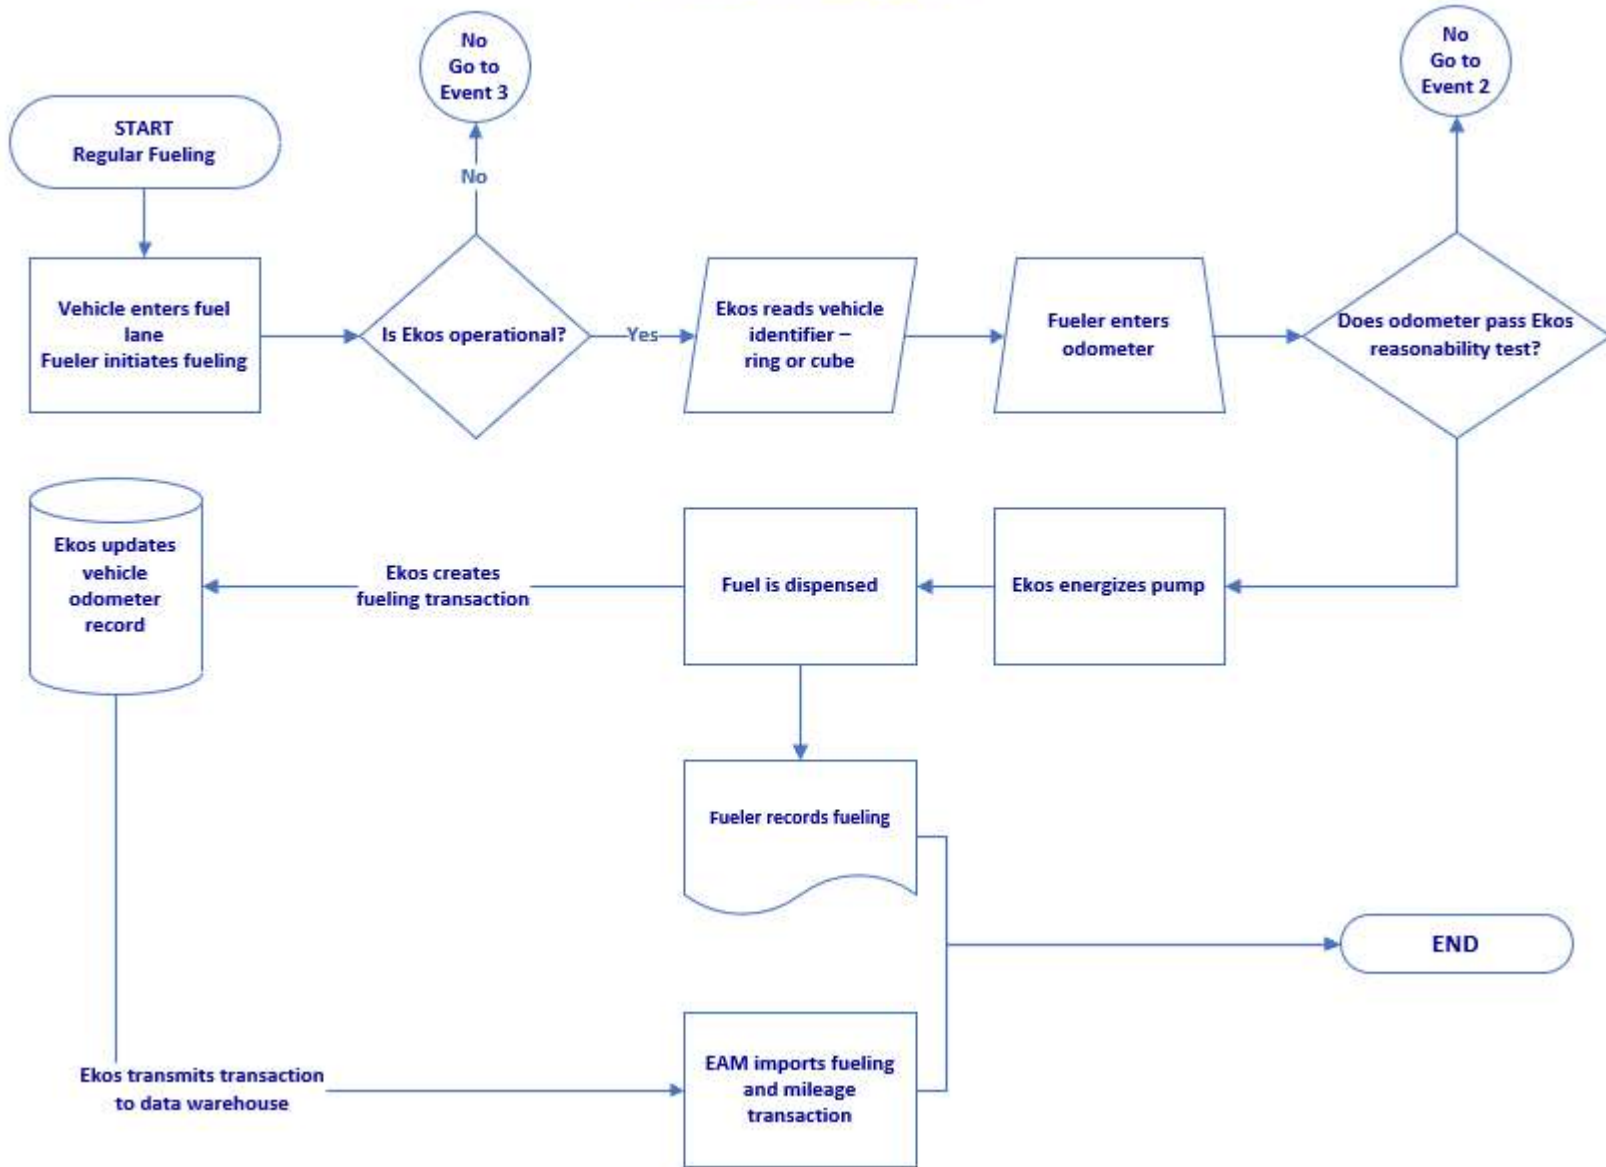 START
Regular Fueling
No
Go to
Event 3
No
Go to
Event 2
No
Vehicle enters fuel
lane
Fueler initiates fueling
Is Ekos operational?
Yes
Ekos reads vehicle
identifier –
ring or cube
Fueler enters
odometer
Does odometer pass Ekos
reasonability test?
Ekos updates
vehicle
odometer
record
Ekos creates
fueling transaction
Fuel is dispensed
Ekos energizes pump
Fueler records fueling
END
Ekos transmits transaction
to data warehouse
EAM imports fueling
and mileage
transaction